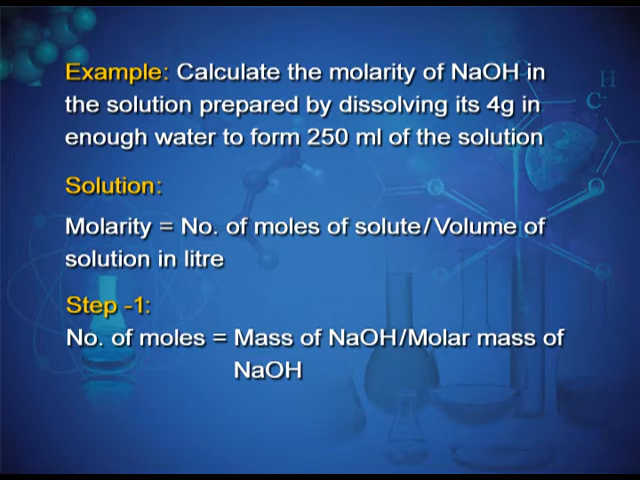 Example: Calculate the molarity of NaOH in
the solution prepared by dissolving its 4g in
enough water to form 250 ml of the solution
Solution:
Molarity = No. of moles of solute/Volume of
solution in litre
Step -1:
No. of moles = Mass of NaOH/Molar mass of
NaOH
H
C